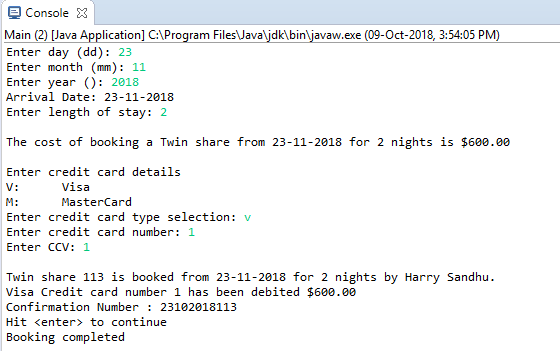 Console
Main (2) [Java Application] C:\Program Files\Java\jdk\bin\javaw.exe (09-Oct-2018, 3:54:05 PM)
Enter day (dd): 23
Enter month (mm): 11
Enter year (): 2018
Arrival Date: 23-11-2018
Enter length of stay: 2
The cost of booking a Twin share from 23-11-2018 for 2 nights is $600.00
Enter credit card details
V:      Visa
M:      MasterCard
Enter credit card type selection: v
Enter credit card number: 1
Enter CCV: 1
Twin share 113 is booked from 23-11-2018 for 2 nights by Harry Sandhu.
Visa Credit card number 1 has been debited $600.00
Confirmation Number : 23102018113
Hit <enter> to continue
Booking completed